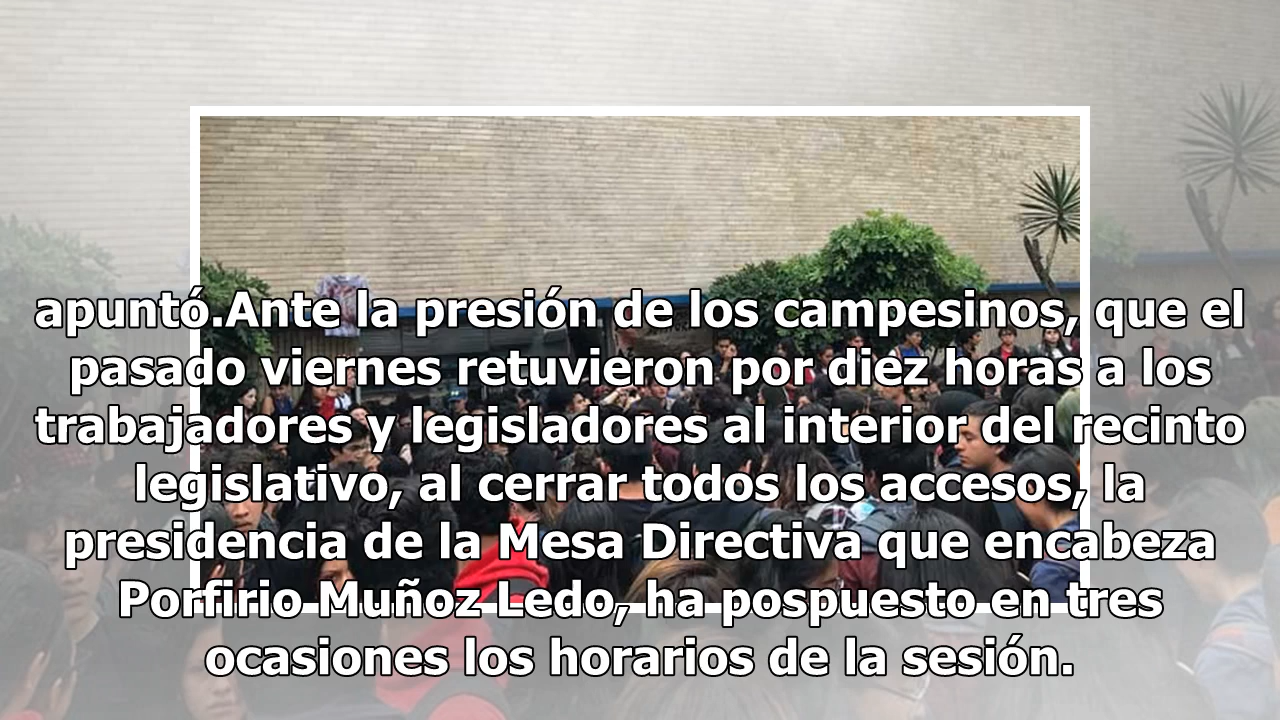 apuntó.Ante la presión de los campesinos, que el
pasado viernes retuvieron por diez horas a los
trabajadores y legisladores al interior del recinto
legislativo, al cerrar todos los accesos, la
presidencia de la Mesa Directiva que encabeza
Porfirio Muñoz Ledo, ha pospuesto en tres
ocasiones los horarios de la sesión.